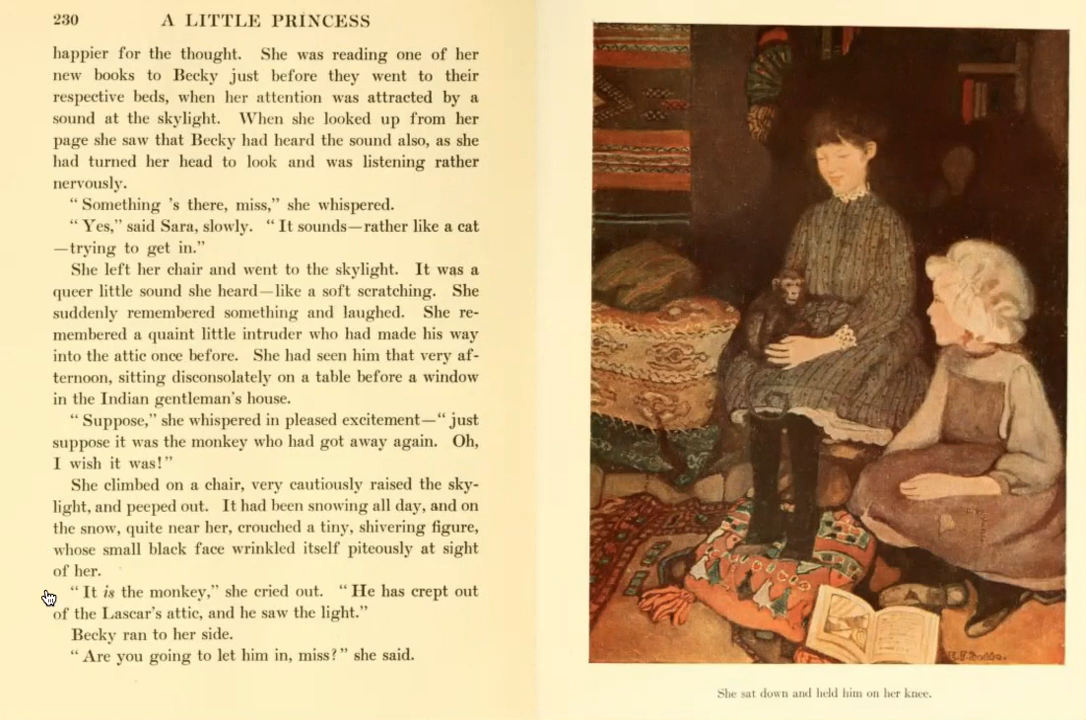 230 A LITTLE PRINCESS
happier for the thought. She was reading one of her
new books to Becky just before they went to their
respective beds, when her attention was attracted by a
sound at the skylight. When she looked up from her
page she saw that Becky had heard the sound also, as she
had turned her head to look and was listening rather
nervously.
“ Something ’s there, miss,” she whispered.
“ Yes,” said Sara, slowly. “ It sounds—rather like a cat
—trying to get in.”
She left her chair and went to the skylight. It was a
queer little sound she heard—like a soft scratching. She
suddenly remembered something and laughed. She re-
membered a quaint little intruder who had made his way
into the attic once before. She had seen him that very af-
ternoon, sitting disconsolately on a table before a window
in the Indian gentleman’s house.
“ Suppose,” she whispered in pleased excitement—“ just
suppose it was the monkey who had got away again. Oh,
I wish it was!”
She climbed on a chair, very cautiously raised the sky-
light, and peeped out. It had been snowing all day, and on
the snow, quite near her, crouched a tiny, shivering figure,
whose small black face wrinkled itself piteously at sight
of her.
“ It is the monkey,” she cried out. “ He has crept out
of the Lascar’s attic, and he saw the light.”
Becky ran to her side.
“ Are you going to let him in, miss?” she said.
She sat down and held him on her knee.